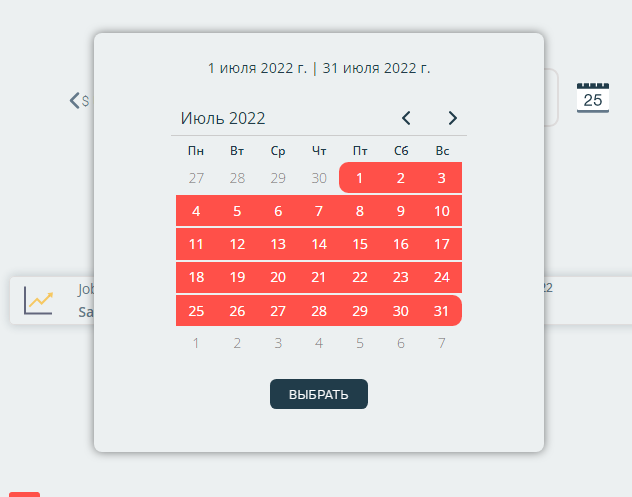 1 июля 2022 г. | 31 июля 2022 г.
$
25
Июль 2022
Пн Вт Ср Чт Пт Сб Вс
27 28 29 30 1 2 3
4 5 6 7 8 9 10
11 12 13 14 15 16 17
18 19 20 21 22 23 24
25 26 27 28 29 30 31
1 2 3 4 5 6 7
Job
Sa
22
ВЫБРАТЬ